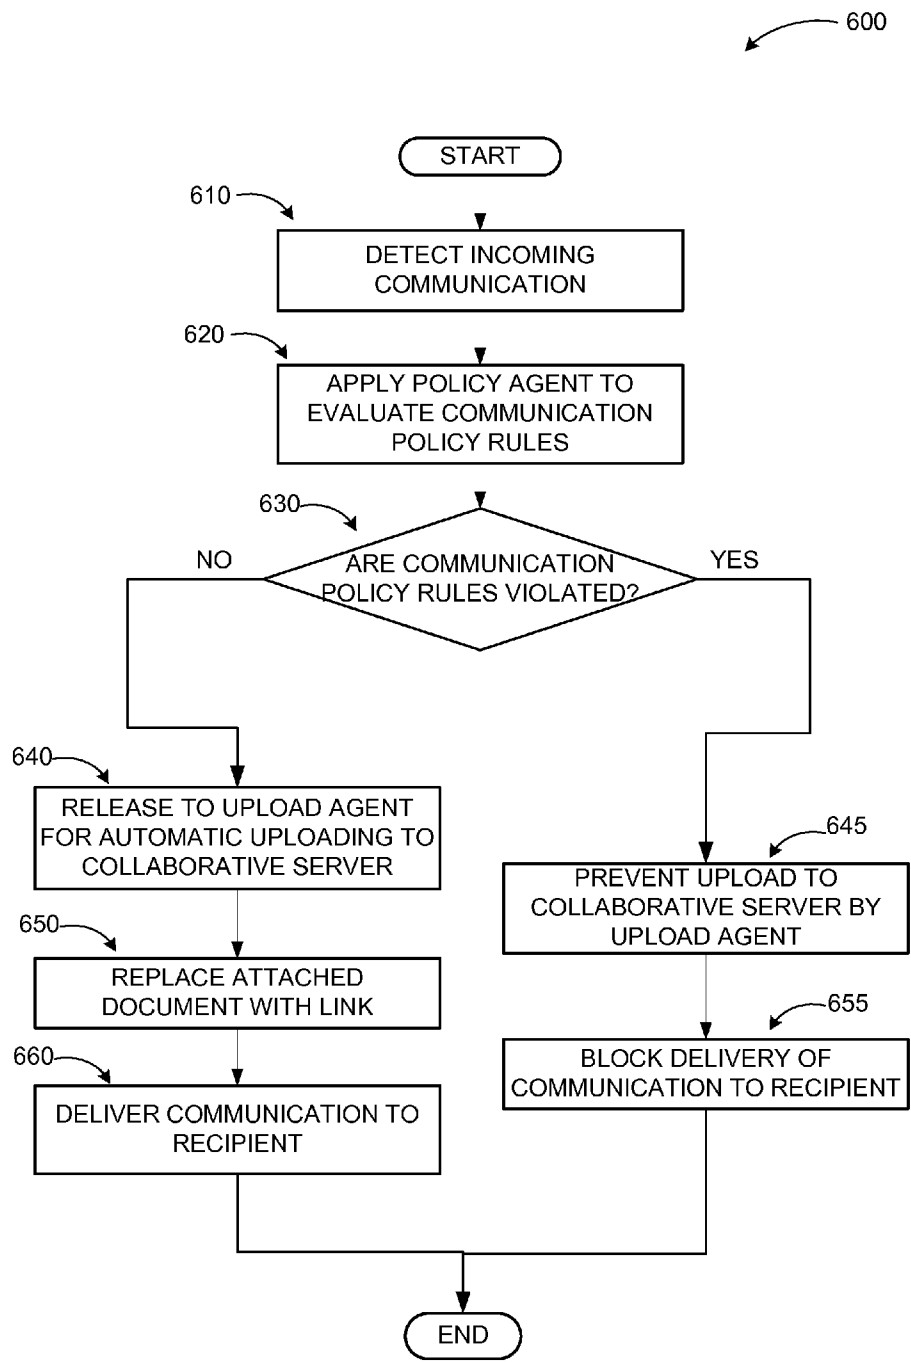 600
START
610
DETECT INCOMING
COMMUNICATION
620
APPLY POLICY AGENT TO
EVALUATE COMMUNICATION
POLICY RULES
630
NO
YES
ARE COMMUNICATION
POLICY RULES VIOLATED?
640
RELEASE TO UPLOAD AGENT
FOR AUTOMATIC UPLOADING TO
COLLABORATIVE SERVER
650
REPLACE ATTACHED
DOCUMENT WITH LINK
660
DELIVER COMMUNICATION TO
RECIPIENT
645
PREVENT UPLOAD TO
COLLABORATIVE SERVER BY
UPLOAD AGENT
655
BLOCK DELIVERY OF
COMMUNICATION TO RECIPIENT
END